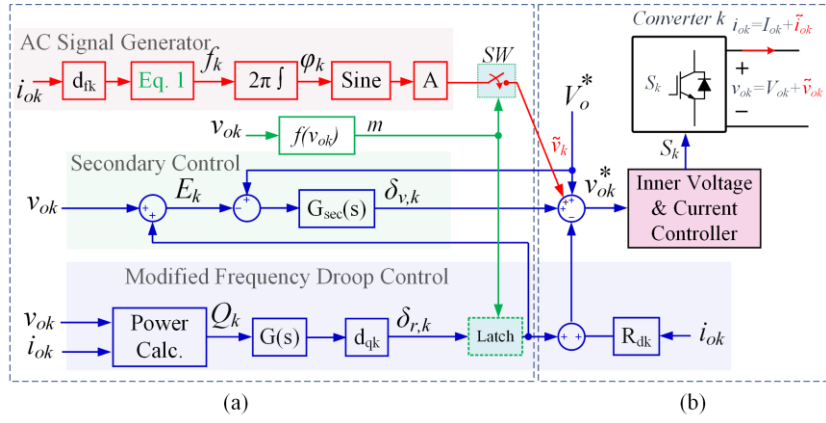 AC Signal Generator
i_ok
d_fk
Eq. 1
f_k
2π ∫
φ_k
Sine
A
SW
v_ok
f(v_ok)
m
ṽ_k
V_o^*
Converter k
i_ok=I_ok+ĩ_ok
S_k
+
v_ok=V_ok+ṽ_ok
−
S_k
Secondary Control
v_ok
+
+
E_k
−
+
G_sec(s)
δ_v,k
+
+
+
−
v_ok^*
Inner Voltage
& Current
Controller
Modified Frequency Droop Control
v_ok
i_ok
Power
Calc.
Q_k
G(s)
d_qk
δ_r,k
Latch
+
+
R_dk
i_ok
(a)
(b)